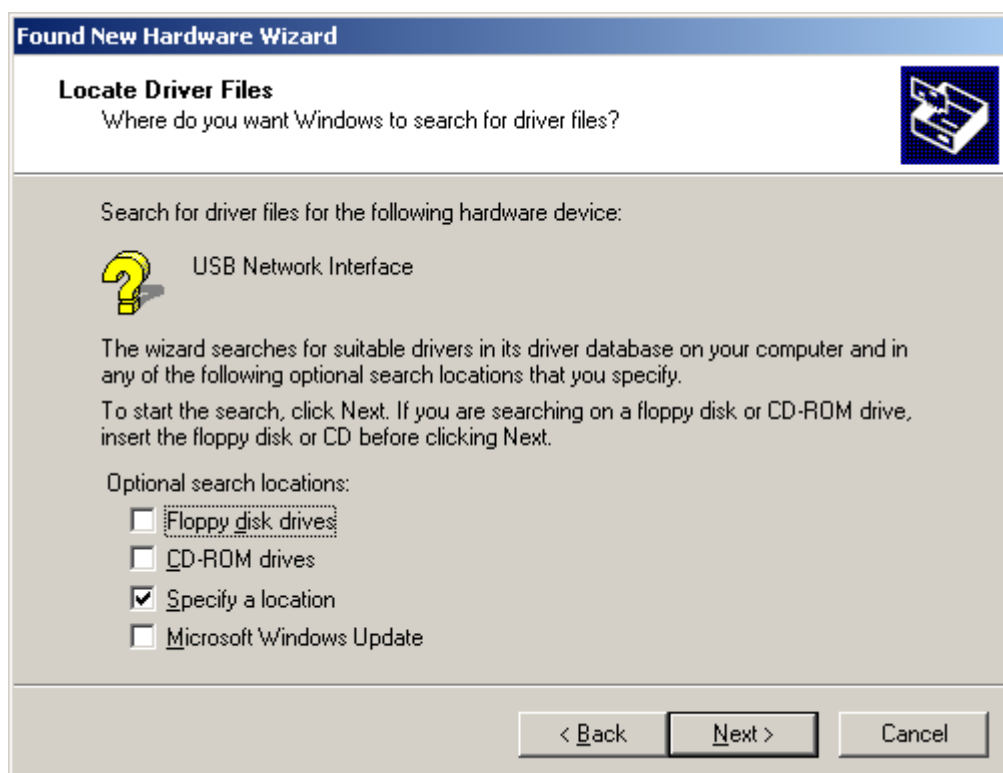 Found New Hardware Wizard
Locate Driver Files
Where do you want Windows to search for driver files?
Search for driver files for the following hardware device:
USB Network Interface
The wizard searches for suitable drivers in its driver database on your computer and in
any of the following optional search locations that you specify.
To start the search, click Next. If you are searching on a floppy disk or CD-ROM drive,
insert the floppy disk or CD before clicking Next.
Optional search locations:
Floppy disk drives
CD-ROM drives
Specify a location
Microsoft Windows Update
< Back Next > Cancel